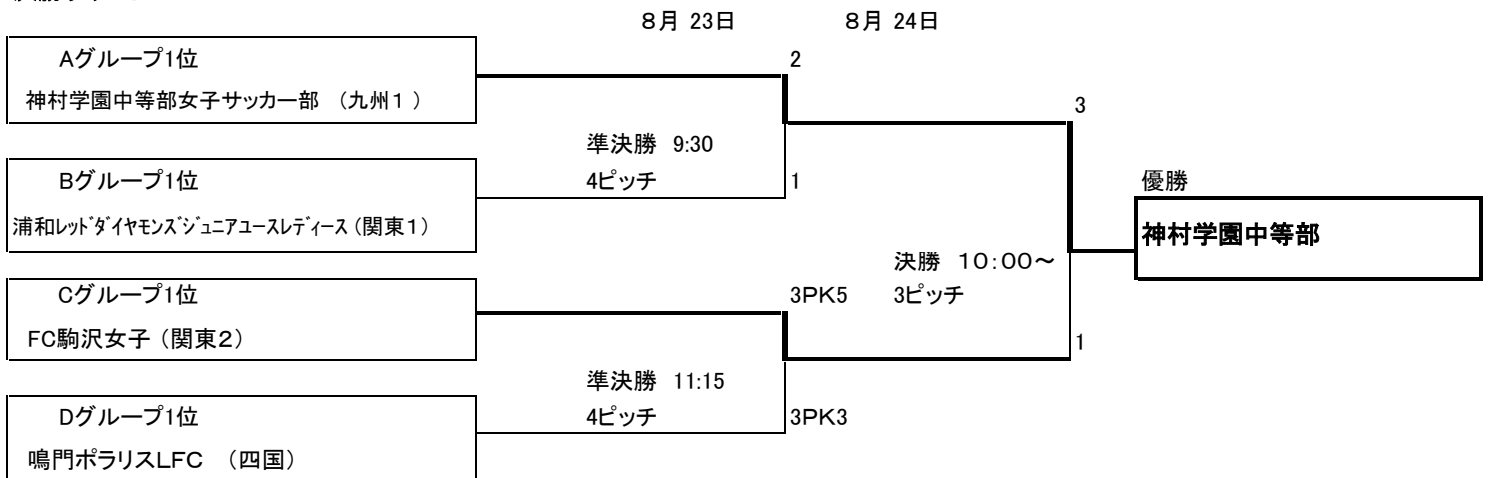 8月 23日
8月 24日
Aグループ1位
神村学園中等部女子サッカー部 （九州１）
2
3
準決勝 9:30
4ピッチ
Bグループ1位
浦和ﾚｯﾄﾞﾀﾞｲﾔﾓﾝｽﾞｼﾞｭﾆｱﾕｰｽﾚﾃﾞｨｰｽ（関東１）
1
優勝
神村学園中等部
Cグループ1位
FC駒沢女子（関東２）
3PK5
決勝 １０：００～
3ピッチ
1
準決勝 11:15
4ピッチ
Dグループ1位
鳴門ポラリスLFC （四国）
3PK3